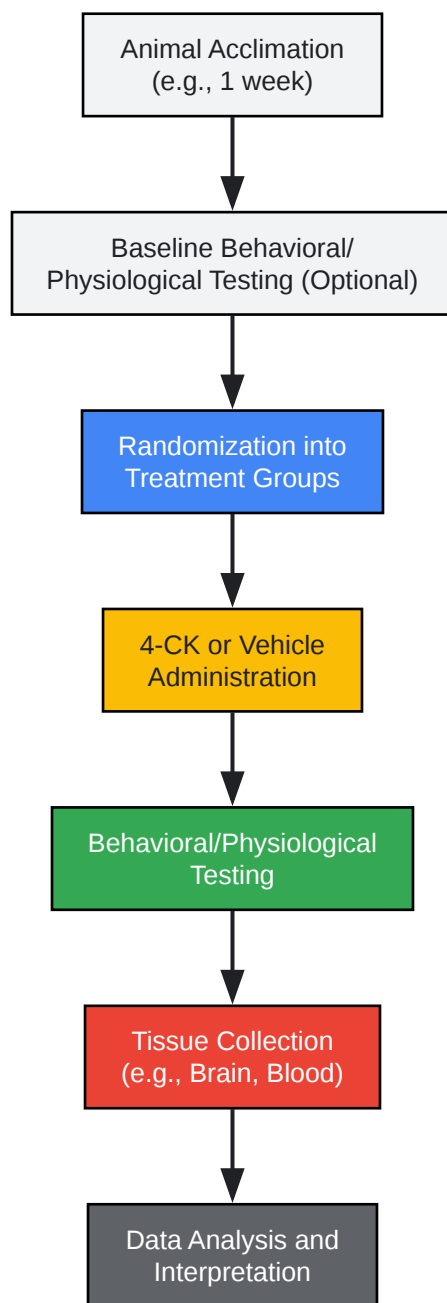 Animal Acclimation
(e.g., 1 week)
Baseline Behavioral/
Physiological Testing (Optional)
Randomization into
Treatment Groups
4-CK or Vehicle
Administration
Behavioral/Physiological
Testing
Tissue Collection
(e.g., Brain, Blood)
Data Analysis and
Interpretation